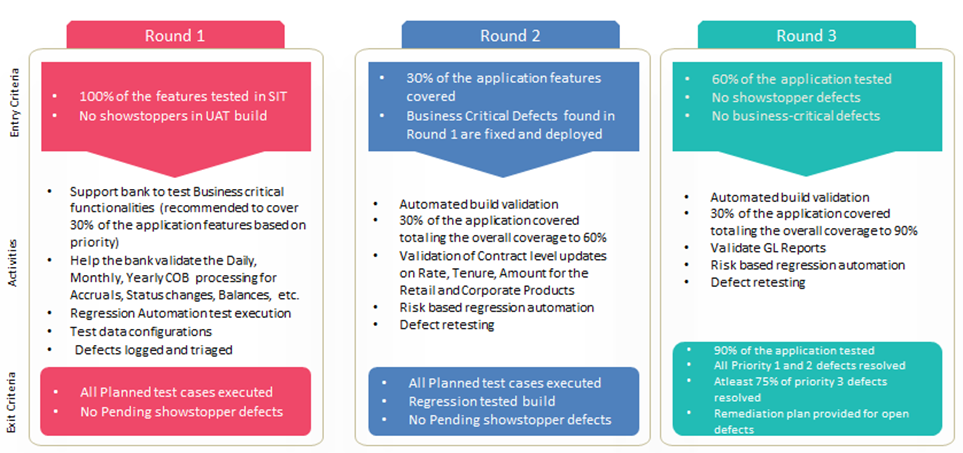 Round 1
Round 2
Round 3
Entry Criteria
100% of the features tested in SIT
No showstoppers in UAT build
30% of the application features
covered
Business Critical Defects found in
Round 1 are fixed and deployed
60% of the application tested
No showstopper defects
No business-critical defects
Activities
Support bank to test Business critical
functionalities (recommended to cover
30% of the application features based on
priority)
Help the bank validate the Daily,
Monthly, Yearly COB processing for
Accruals, Status changes, Balances, etc.
Regression Automation test execution
Test data configurations
Defects logged and triaged
Automated build validation
30% of the application covered
totaling the overall coverage to 60%
Validation of Contract level updates
on Rate, Tenure, Amount for the
Retail and Corporate Products
Risk based regression automation
Defect retesting
Automated build validation
30% of the application covered
totaling the overall coverage to 90%
Validate GL Reports
Risk based regression automation
Defect retesting
Exit Criteria
All Planned test cases executed
No Pending showstopper defects
All Planned test cases executed
Regression tested build
No Pending showstopper defects
90% of the application tested
All Priority 1 and 2 defects resolved
Atleast 75% of priority 3 defects
resolved
Remediation plan provided for open
defects